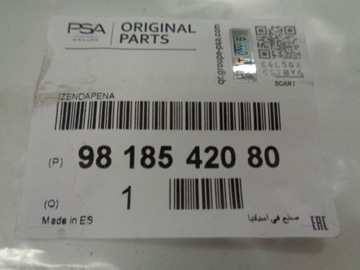 PSA
GROUPE
ORIGINAL
PARTS
qr.groupe-psa.com
SCAN !
IZENDAPENA
(P) 98 185 420 80
(Q) 1
Made in ES
صنع في اسبانيا
EAC